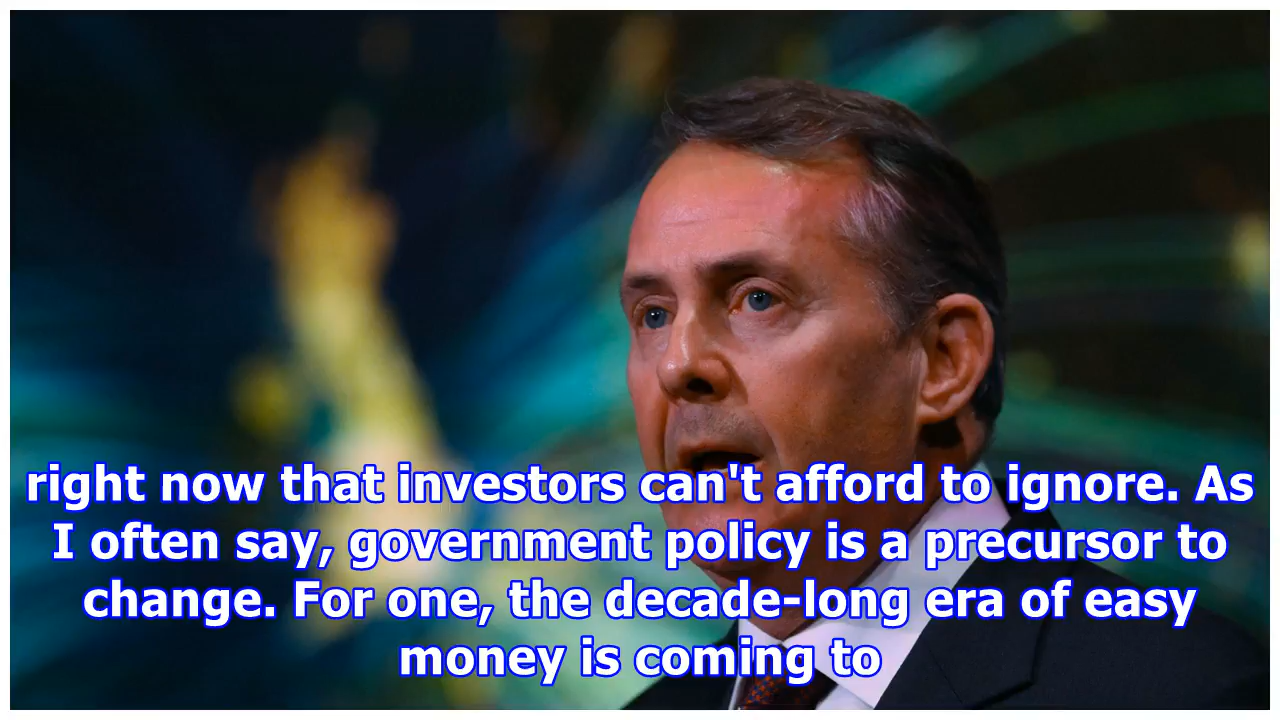 right now that investors can't afford to ignore. As
I often say, government policy is a precursor to
change. For one, the decade-long era of easy
money is coming to